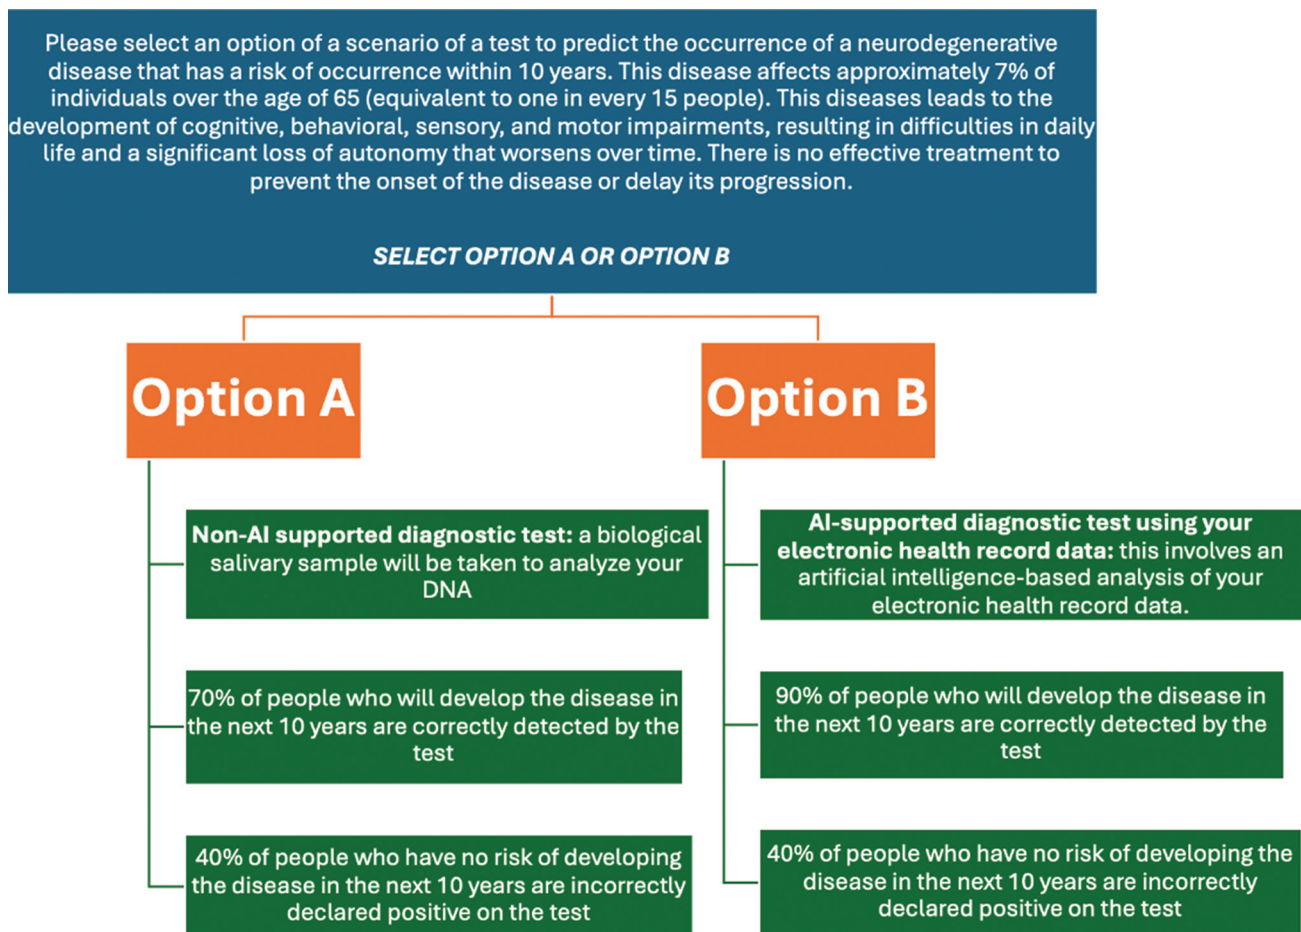 Please select an option of a scenario of a test to predict the occurrence of a neurodegenerative
disease that has a risk of occurrence within 10 years. This disease affects approximately 7% of
individuals over the age of 65 (equivalent to one in every 15 people). This diseases leads to the
development of cognitive, behavioral, sensory, and motor impairments, resulting in difficulties in daily
life and a significant loss of autonomy that worsens over time. There is no effective treatment to
prevent the onset of the disease or delay its progression.
SELECT OPTION A OR OPTION B
Option A
Non-AI supported diagnostic test: a biological
salivary sample will be taken to analyze your
DNA
70% of people who will develop the disease in
the next 10 years are correctly detected by the
test
40% of people who have no risk of developing
the disease in the next 10 years are incorrectly
declared positive on the test
Option B
AI-supported diagnostic test using your
electronic health record data: this involves an
artificial intelligence-based analysis of your
electronic health record data.
90% of people who will develop the disease in
the next 10 years are correctly detected by the
test
40% of people who have no risk of developing the
disease in the next 10 years are incorrectly
declared positive on the test